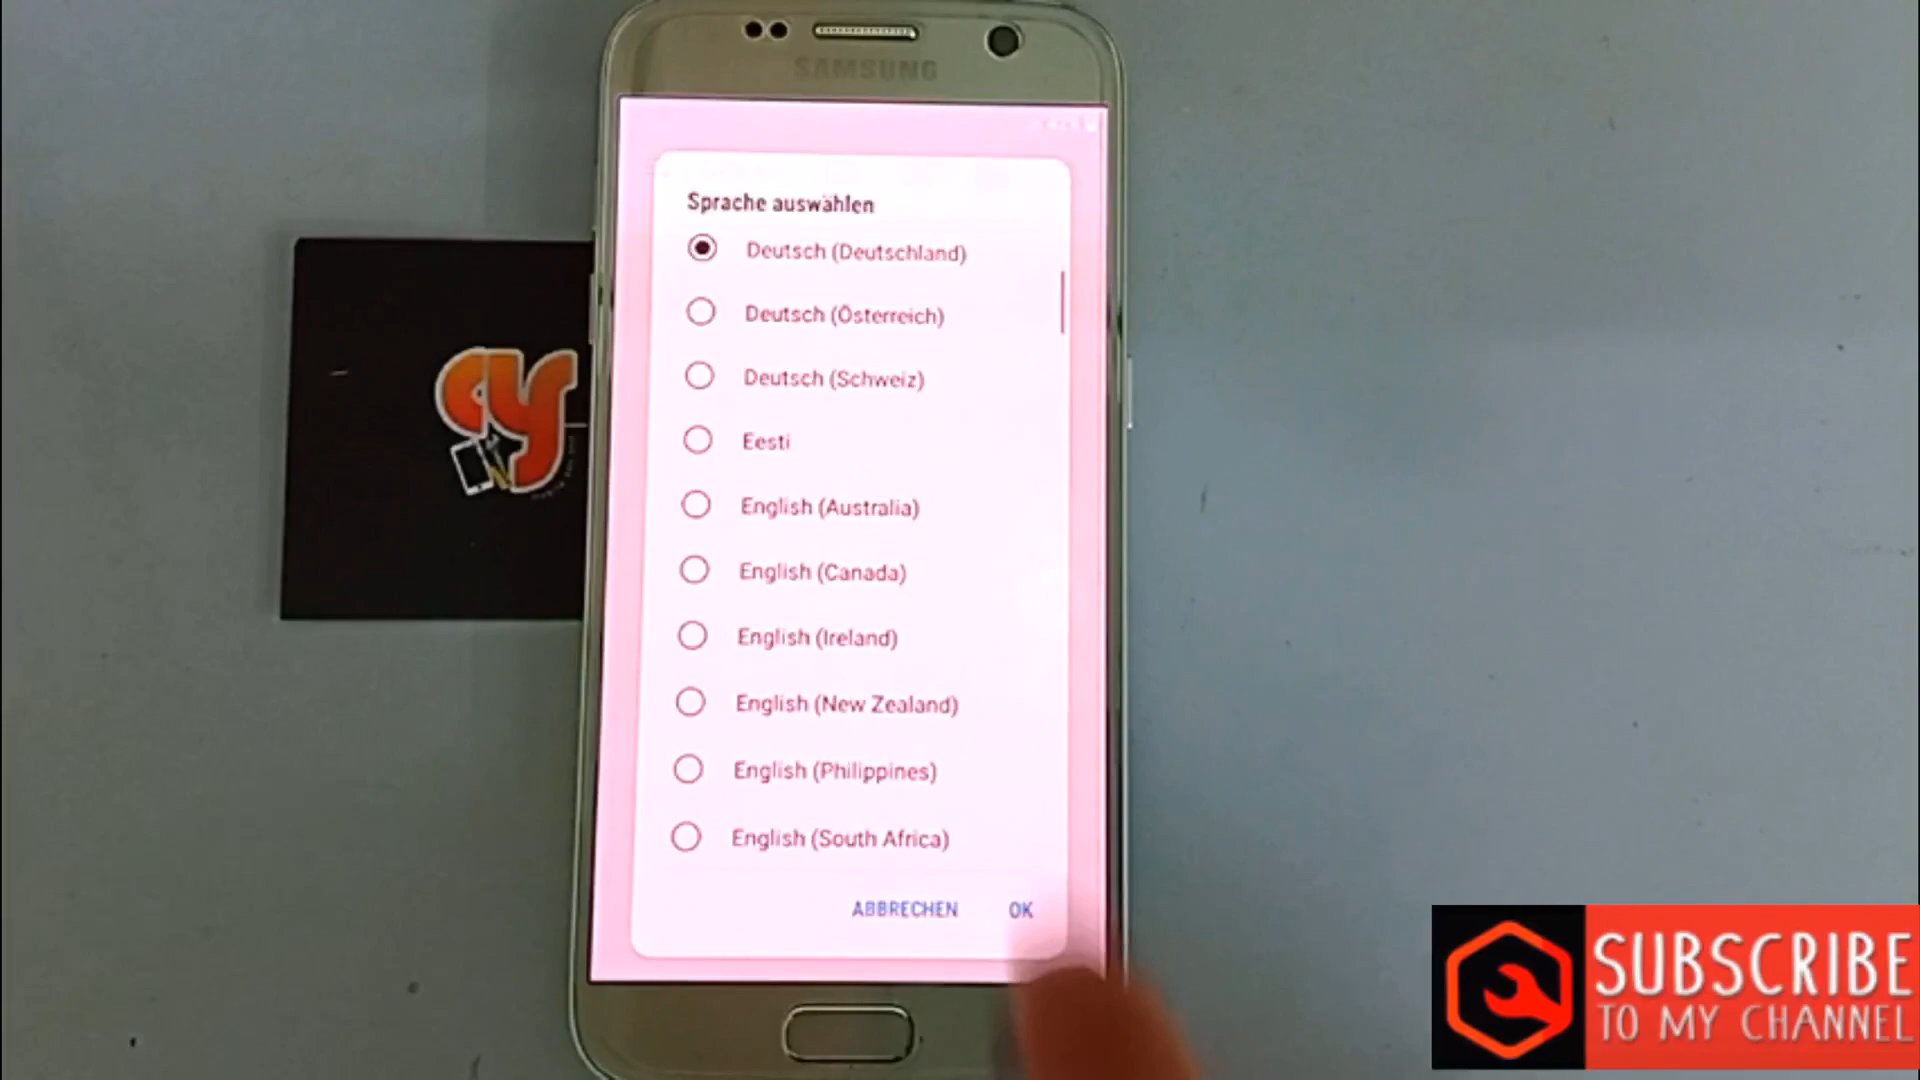 SAMSUNG
Sprache auswählen
Deutsch (Deutschland)
Deutsch (Österreich)
Deutsch (Schweiz)
Eesti
English (Australia)
English (Canada)
English (Ireland)
English (New Zealand)
English (Philippines)
English (South Africa)
ABBRECHEN OK
cy
SUBSCRIBE
TO MY CHANNEL